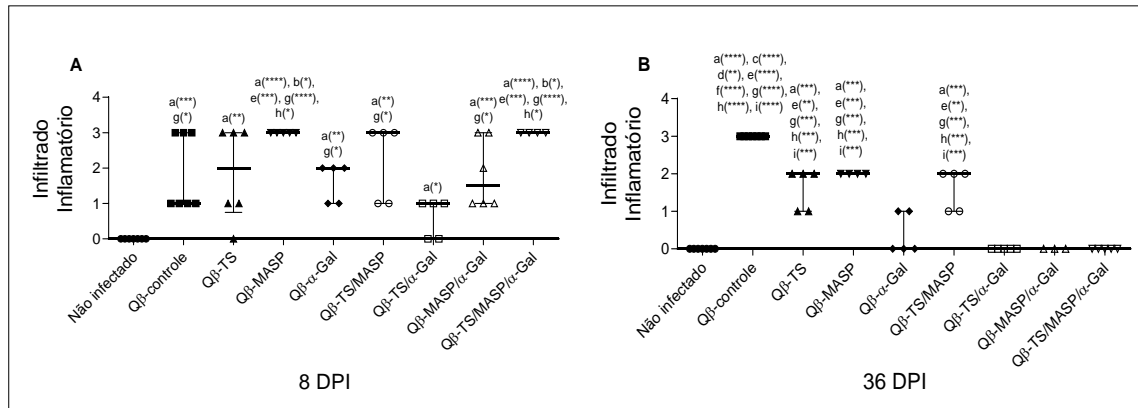 A
a(***)
g(*)
a(**)
a(****), b(*),
e(***), g(****),
h(*)
a(**)
g(*)
a(**)
g(*)
a(*)
a(***)
g(*)
a(****), b(*),
e(***), g(****),
h(*)
Infiltrado
Inflamatório
4
3
2
1
0
Não infectado
Qβ-controle
Qβ-TS
Qβ-MASP
Qβ-α-Gal
Qβ-TS/MASP
Qβ-TS/α-Gal
Qβ-MASP/α-Gal
Qβ-TS/MASP/α-Gal
8 DPI
B
a(****), c(****),
d(**), e(****),
f(****), g(****),
h(****), i(****)
a(***),
e(**),
g(***),
h(***),
i(***)
a(***),
e(***),
g(***),
h(***),
i(***)
a(***),
e(**),
g(***),
h(***),
i(***)
Infiltrado
Inflamatório
4
3
2
1
0
Não infectado
Qβ-controle
Qβ-TS
Qβ-MASP
Qβ-α-Gal
Qβ-TS/MASP
Qβ-TS/α-Gal
Qβ-MASP/α-Gal
Qβ-TS/MASP/α-Gal
36 DPI